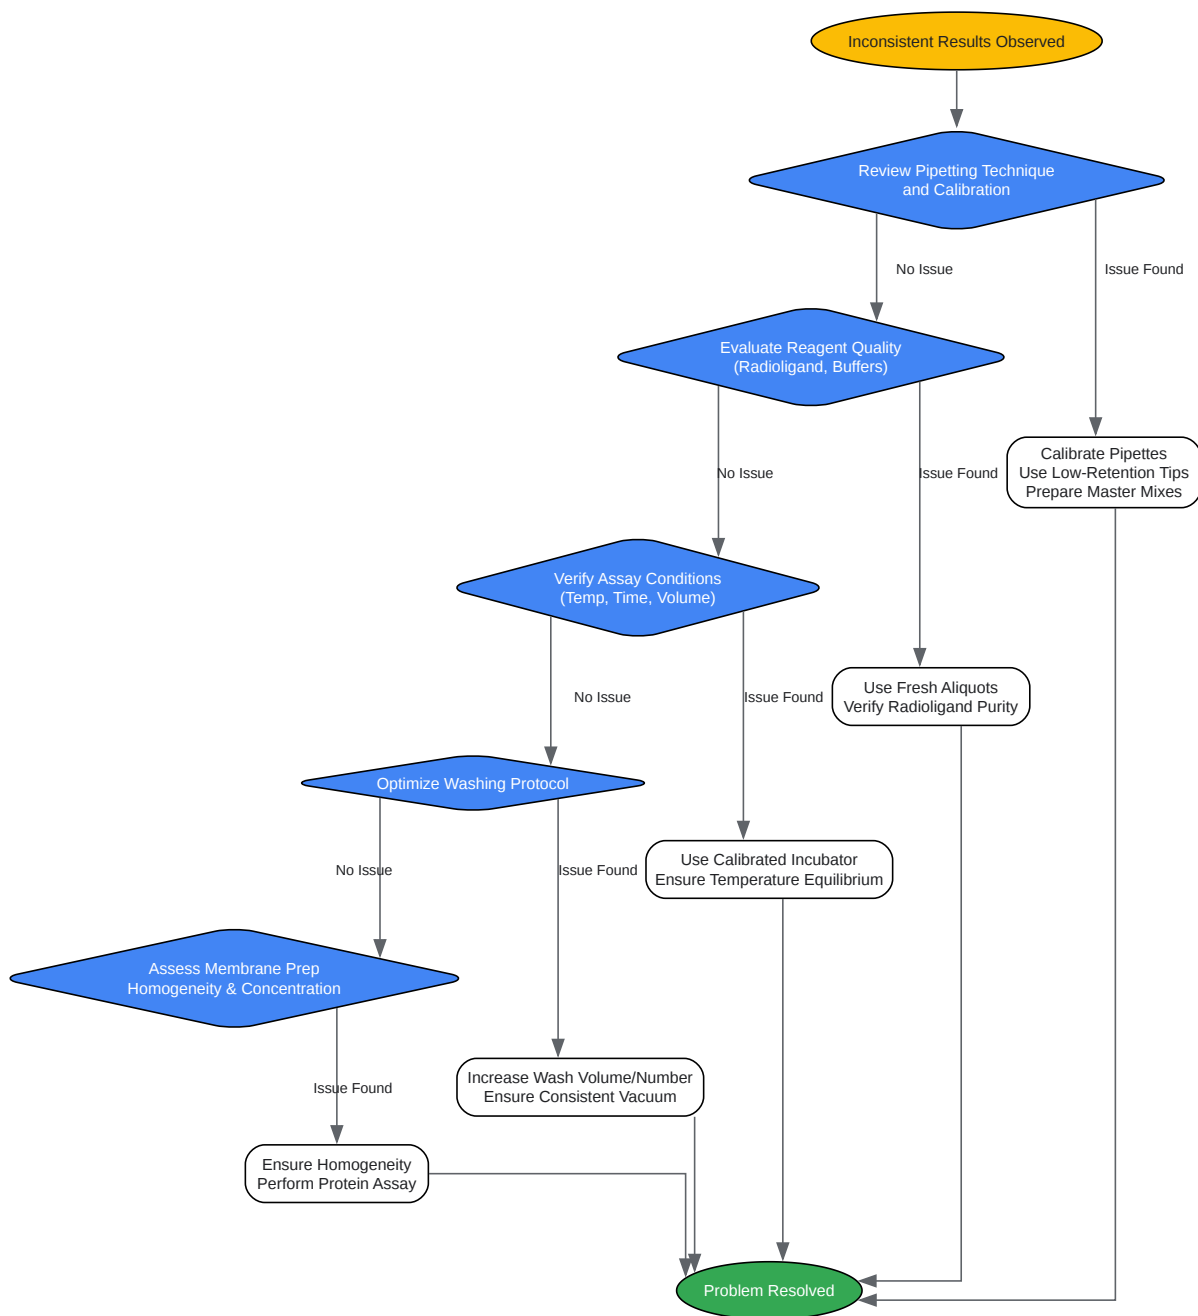 Inconsistent Results Observed
Review Pipetting Technique
and Calibration
No Issue
Issue Found
Evaluate Reagent Quality
(Radioligand, Buffers)
No Issue
Issue Found
Calibrate Pipettes
Use Low-Retention Tips
Prepare Master Mixes
Verify Assay Conditions
(Temp, Time, Volume)
No Issue
Issue Found
Use Fresh Aliquots
Verify Radioligand Purity
Optimize Washing Protocol
No Issue
Issue Found
Use Calibrated Incubator
Ensure Temperature Equilibrium
Assess Membrane Prep
Homogeneity & Concentration
Issue Found
Increase Wash Volume/Number
Ensure Consistent Vacuum
Ensure Homogeneity
Perform Protein Assay
Problem Resolved